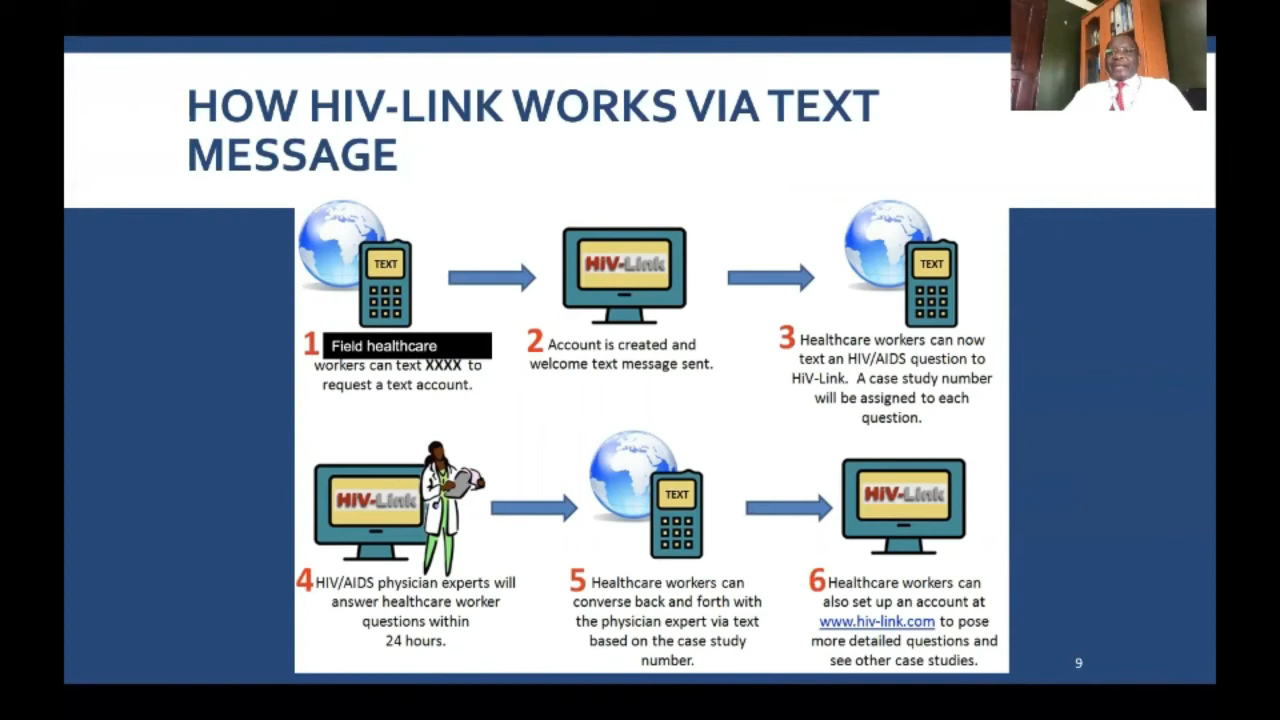 HOW HIV-LINK WORKS VIA TEXT
MESSAGE
TEXT
HiV-Link
TEXT
1 Field healthcare
workers can text XXXX to
request a text account.
2 Account is created and
welcome text message sent.
3 Healthcare workers can now
text an HIV/AIDS question to
HiV-Link. A case study number
will be assigned to each
question.
HiV-Link
TEXT
HiV-Link
4 HIV/AIDS physician experts will
answer healthcare worker
questions within
24 hours.
5 Healthcare workers can
converse back and forth with
the physician expert via text
based on the case study
number.
6 Healthcare workers can
also set up an account at
www.hiv-link.com to pose
more detailed questions and
see other case studies.
9